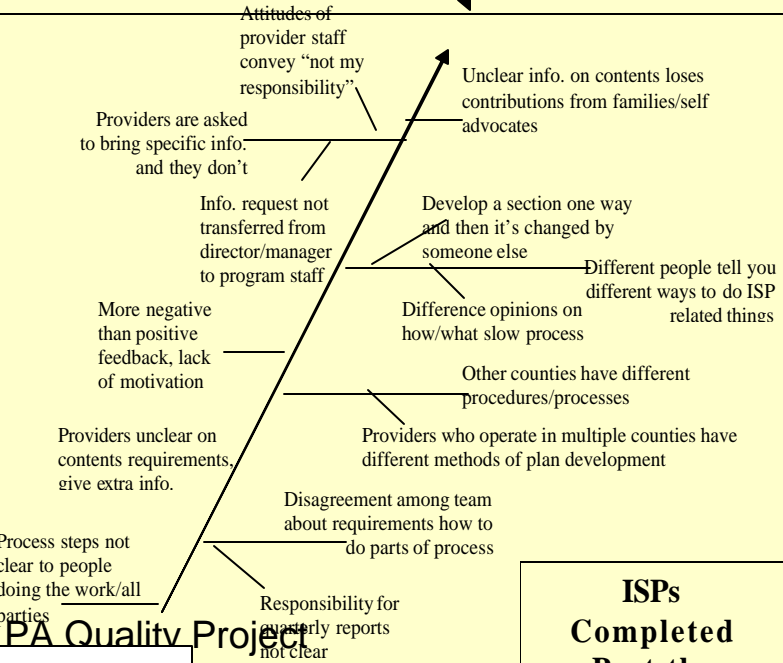 Attitudes of
provider staff
convey “not my
responsibility”
Unclear info. on contents loses
contributions from families/self
advocates
Providers are asked
to bring specific info.
and they don’t
Info. request not
transferred from
director/manager
to program staff
Develop a section one way
and then it’s changed by
someone else
Different people tell you
different ways to do ISP
related things
Difference opinions on
how/what slow process
More negative
than positive
feedback, lack
of motivation
Other counties have different
procedures/processes
Providers who operate in multiple counties have
different methods of plan development
Providers unclear on
contents requirements,
give extra info.
Disagreement among team
about requirements how to
do parts of process
Process steps not
clear to people
doing the work/all
parties
Responsibility for
quarterly reports
not clear
PA Quality Project
ISPs
Completed